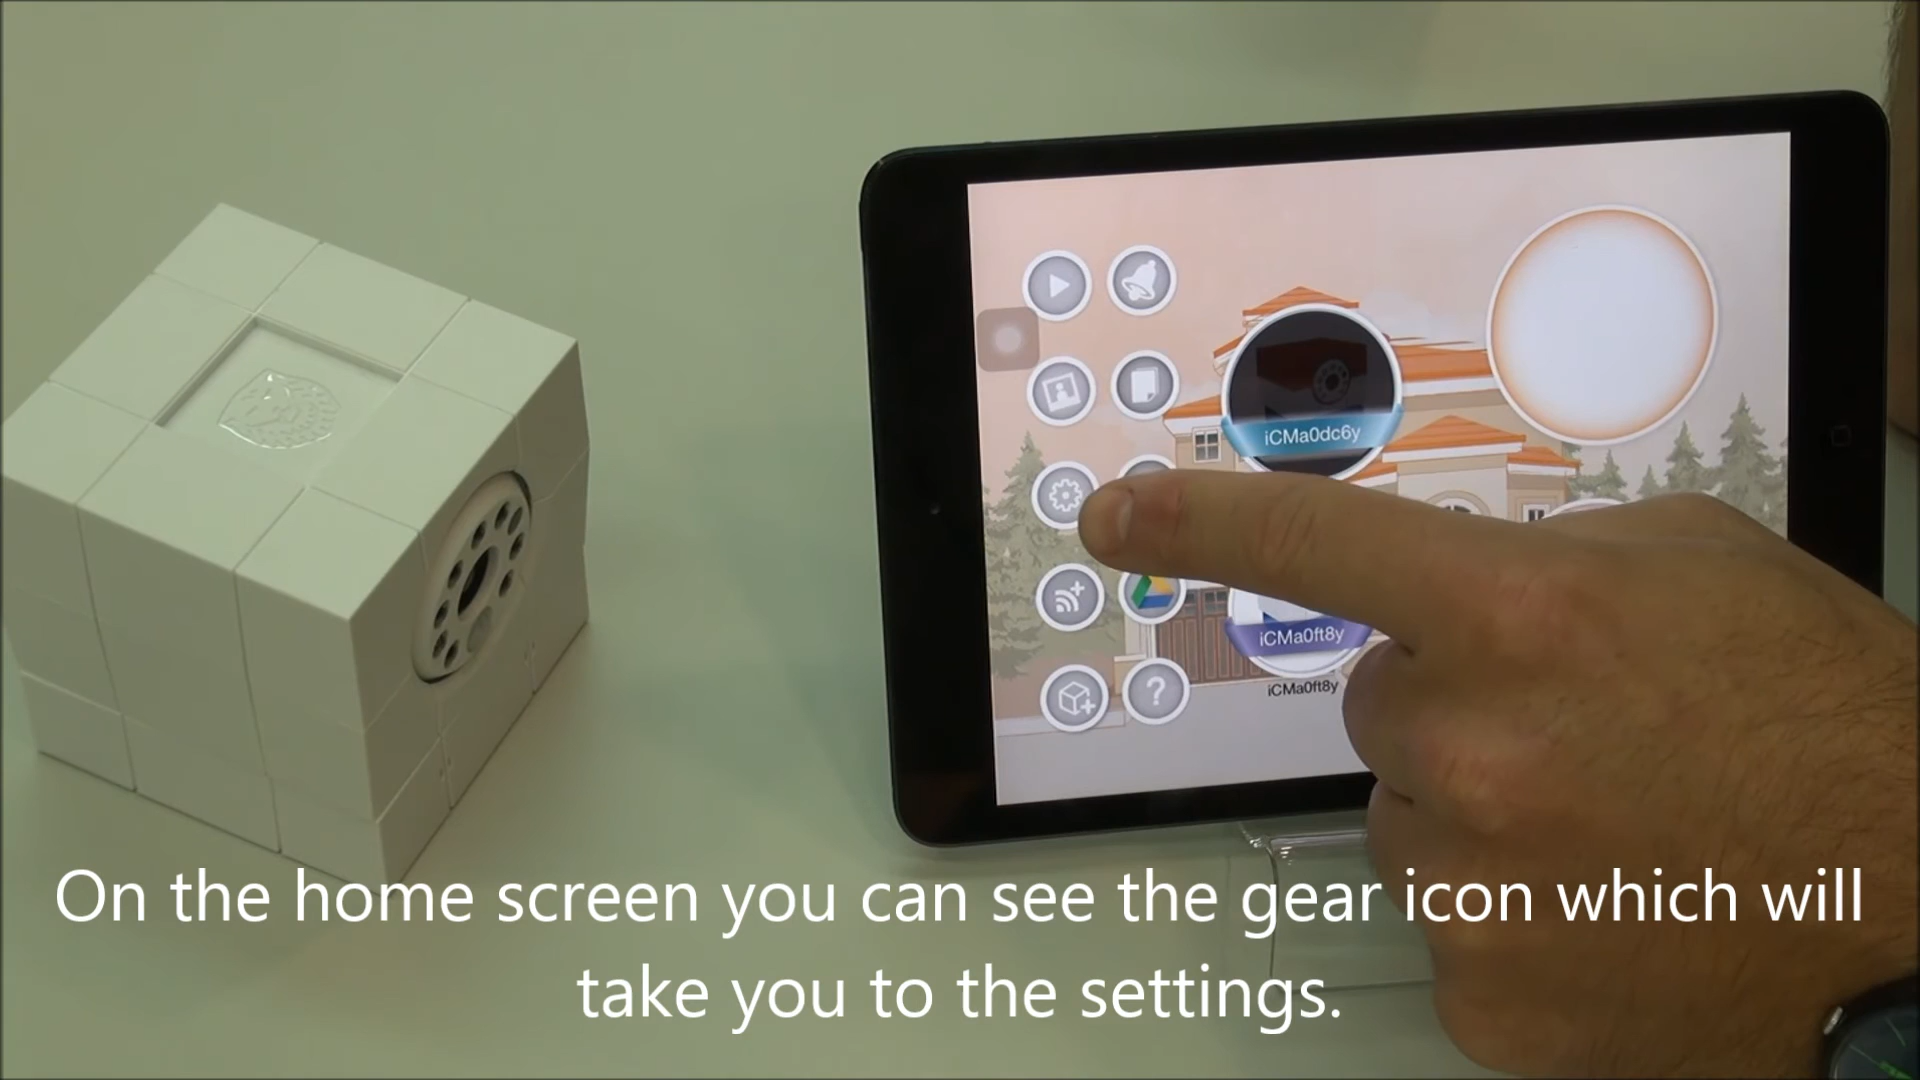 iCMa0dc6y
iCMa0ft8y
iCMa0ft8y
On the home screen you can see the gear icon which will
take you to the settings.